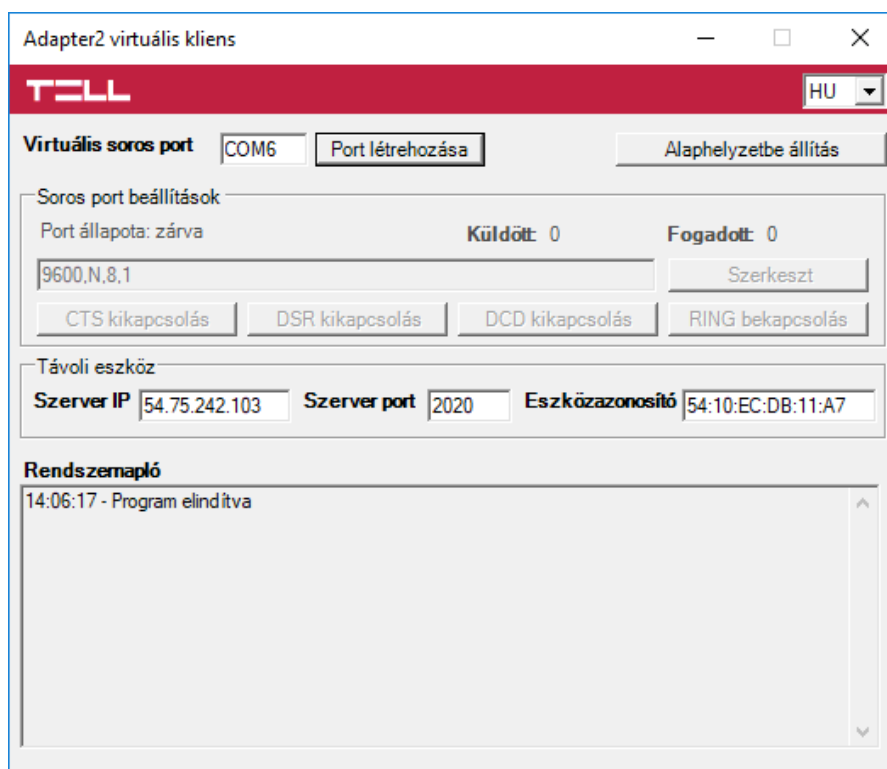 Adapter2 virtuális kliens
TELL
HU
Virtuális soros port COM6 Port létrehozása Alaphelyzetbe állítás
Soros port beállítások
Port állapota: zárva Küldött: 0 Fogadott: 0
9600,N,8,1 Szerkeszt
CTS kikapcsolás DSR kikapcsolás DCD kikapcsolás RING bekapcsolás
Távoli eszköz
Szerver IP 54.75.242.103 Szerver port 2020 Eszközazonosító 54:10:EC:DB:11:A7
Rendszernapló
14:06:17 - Program elindítva